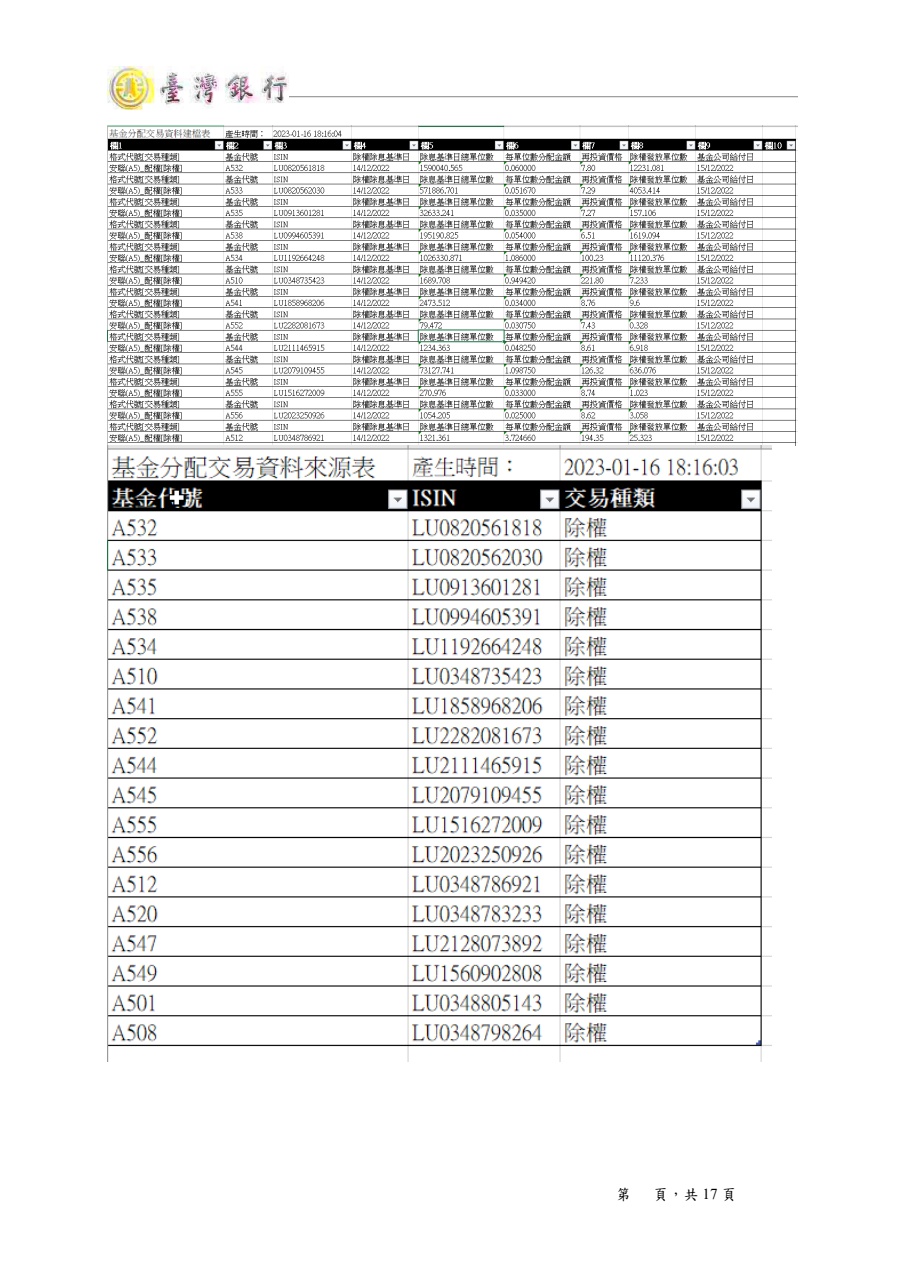 臺灣銀行
基金分配交易資料建檔表 產生時間： 2023-01-16 18:16:04
欄1 欄2 欄3 欄4 欄5 欄6 欄7 欄8 欄9 欄10
格式代號[交易種類] 基金代號 ISIN 除權除息基準日 除息基準日總單位數 每單位數分配金額 再投資價格 除權發放單位數 基金公司給付日
安聯(A5)_配權[除權] A532 LU0820561818 14/12/2022 1590040.565 0.060000 7.80 12231.081 15/12/2022
格式代號[交易種類] 基金代號 ISIN 除權除息基準日 除息基準日總單位數 每單位數分配金額 再投資價格 除權發放單位數 基金公司給付日
安聯(A5)_配權[除權] A533 LU0820562030 14/12/2022 571886.701 0.051670 7.29 4053.414 15/12/2022
格式代號[交易種類] 基金代號 ISIN 除權除息基準日 除息基準日總單位數 每單位數分配金額 再投資價格 除權發放單位數 基金公司給付日
安聯(A5)_配權[除權] A535 LU0913601281 14/12/2022 32633.241 0.035000 7.27 157.106 15/12/2022
格式代號[交易種類] 基金代號 ISIN 除權除息基準日 除息基準日總單位數 每單位數分配金額 再投資價格 除權發放單位數 基金公司給付日
安聯(A5)_配權[除權] A538 LU0994605391 14/12/2022 195190.825 0.054000 6.51 1619.094 15/12/2022
格式代號[交易種類] 基金代號 ISIN 除權除息基準日 除息基準日總單位數 每單位數分配金額 再投資價格 除權發放單位數 基金公司給付日
安聯(A5)_配權[除權] A534 LU1192664248 14/12/2022 1026330.871 1.086000 100.23 11120.376 15/12/2022
格式代號[交易種類] 基金代號 ISIN 除權除息基準日 除息基準日總單位數 每單位數分配金額 再投資價格 除權發放單位數 基金公司給付日
安聯(A5)_配權[除權] A510 LU0348735423 14/12/2022 1689.708 0.949420 221.80 7.233 15/12/2022
格式代號[交易種類] 基金代號 ISIN 除權除息基準日 除息基準日總單位數 每單位數分配金額 再投資價格 除權發放單位數 基金公司給付日
安聯(A5)_配權[除權] A541 LU1858968206 14/12/2022 2473.512 0.034000 8.76 9.6 15/12/2022
格式代號[交易種類] 基金代號 ISIN 除權除息基準日 除息基準日總單位數 每單位數分配金額 再投資價格 除權發放單位數 基金公司給付日
安聯(A5)_配權[除權] A552 LU2282081673 14/12/2022 79.472 0.030750 7.43 0.328 15/12/2022
格式代號[交易種類] 基金代號 ISIN 除權除息基準日 除息基準日總單位數 每單位數分配金額 再投資價格 除權發放單位數 基金公司給付日
安聯(A5)_配權[除權] A544 LU2111465915 14/12/2022 1234.363 0.048250 8.61 6.918 15/12/2022
格式代號[交易種類] 基金代號 ISIN 除權除息基準日 除息基準日總單位數 每單位數分配金額 再投資價格 除權發放單位數 基金公司給付日
安聯(A5)_配權[除權] A545 LU2079109455 14/12/2022 73127.741 1.098750 126.32 636.076 15/12/2022
格式代號[交易種類] 基金代號 ISIN 除權除息基準日 除息基準日總單位數 每單位數分配金額 再投資價格 除權發放單位數 基金公司給付日
安聯(A5)_配權[除權] A555 LU1516272009 14/12/2022 270.976 0.033000 8.74 1.023 15/12/2022
格式代號[交易種類] 基金代號 ISIN 除權除息基準日 除息基準日總單位數 每單位數分配金額 再投資價格 除權發放單位數 基金公司給付日
安聯(A5)_配權[除權] A556 LU2023250926 14/12/2022 1054.205 0.025000 8.62 3.058 15/12/2022
格式代號[交易種類] 基金代號 ISIN 除權除息基準日 除息基準日總單位數 每單位數分配金額 再投資價格 除權發放單位數 基金公司給付日
安聯(A5)_配權[除權] A512 LU0348786921 14/12/2022 1321.361 3.724660 194.35 25.323 15/12/2022
基金分配交易資料來源表 產生時間： 2023-01-16 18:16:03
基金代號 ISIN 交易種類
A532 LU0820561818 除權
A533 LU0820562030 除權
A535 LU0913601281 除權
A538 LU0994605391 除權
A534 LU1192664248 除權
A510 LU0348735423 除權
A541 LU1858968206 除權
A552 LU2282081673 除權
A544 LU2111465915 除權
A545 LU2079109455 除權
A555 LU1516272009 除權
A556 LU2023250926 除權
A512 LU0348786921 除權
A520 LU0348783233 除權
A547 LU2128073892 除權
A549 LU1560902808 除權
A501 LU0348805143 除權
A508 LU0348798264 除權
第 頁，共 17 頁